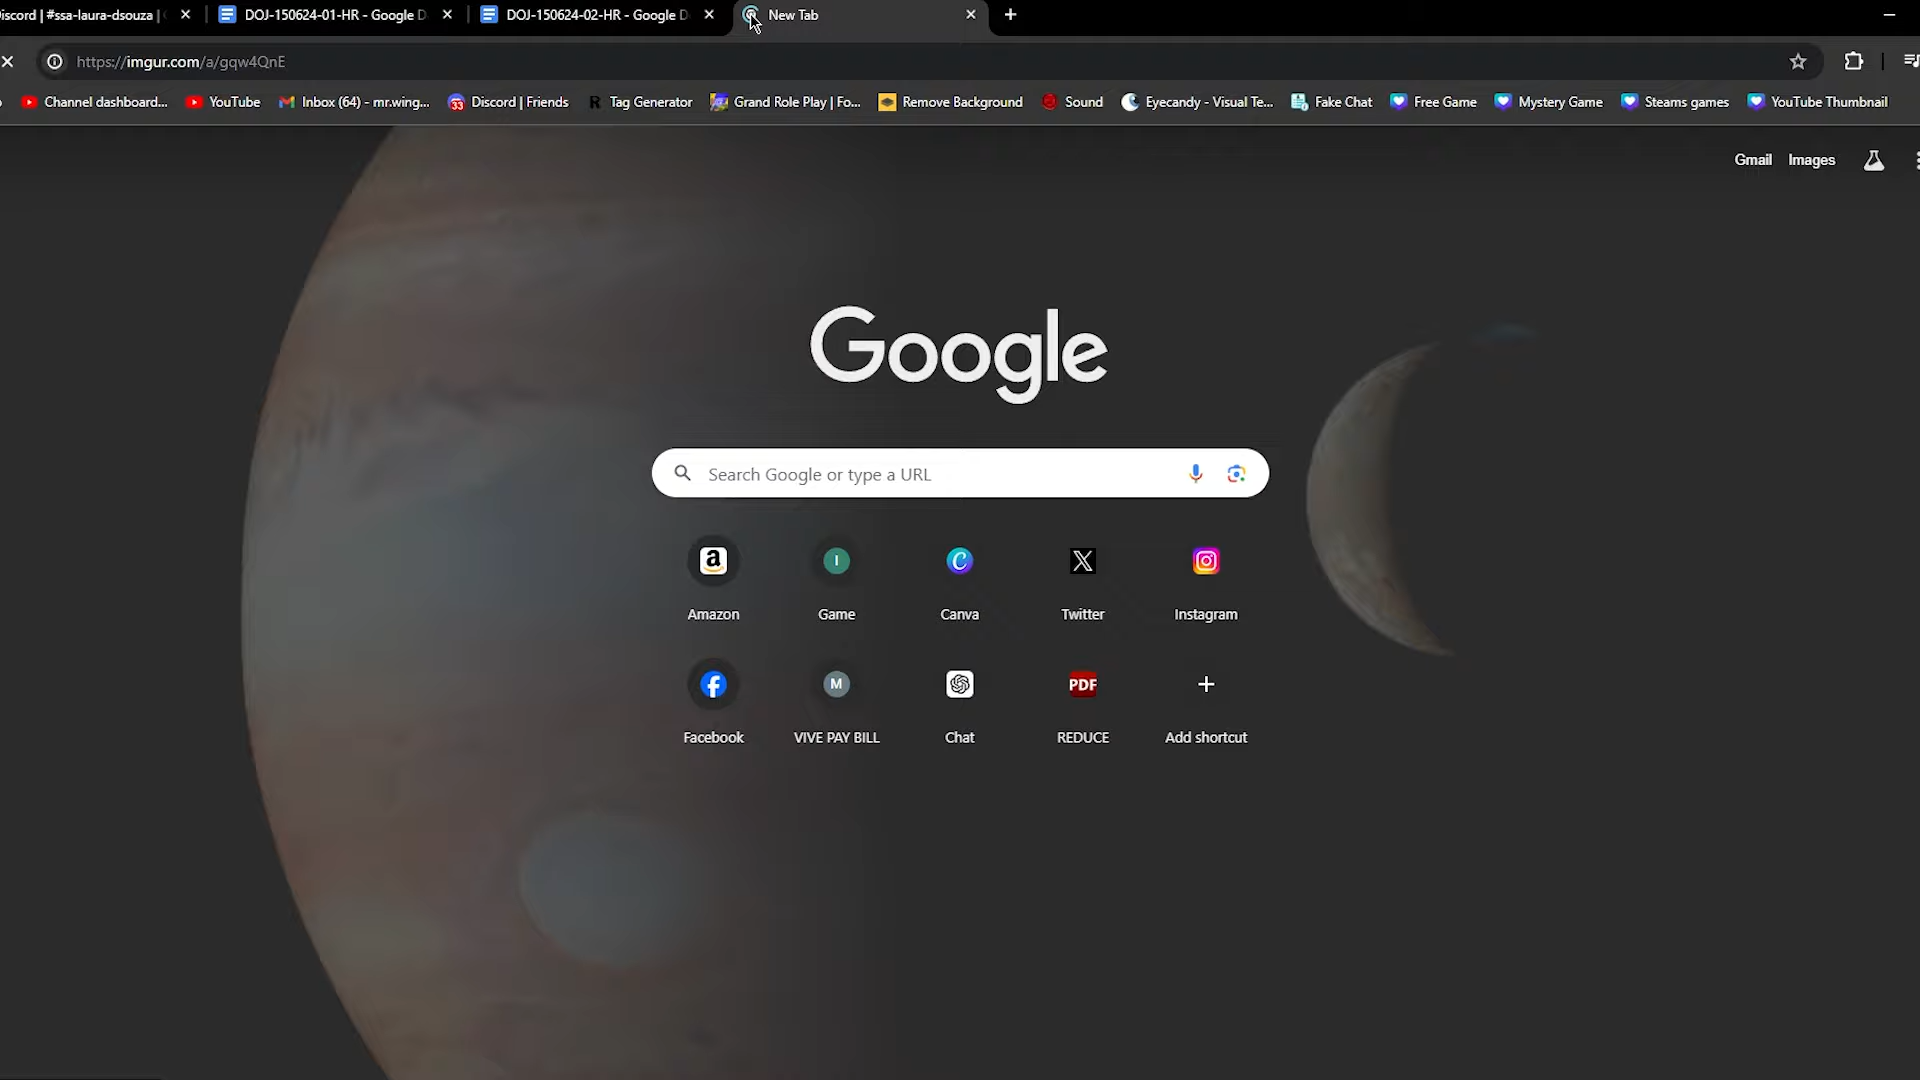 iscord | #ssa-laura-dsouza |
DOJ-150624-01-HR - Google D
DOJ-150624-02-HR - Google D
New Tab
https://imgur.com/a/gqw4QnE
Channel dashboard...
YouTube
Inbox (64) - mr.wing...
33
Discord | Friends
R
Tag Generator
Grand Role Play | Fo...
Remove Background
Sound
Eyecandy - Visual Te...
Fake Chat
Free Game
Mystery Game
Steams games
YouTube Thumbnail
Gmail
Images
Google
Search Google or type a URL
a
I
C
X
Amazon
Game
Canva
Twitter
Instagram
f
M
PDF
Facebook
VIVE PAY BILL
Chat
REDUCE
Add shortcut